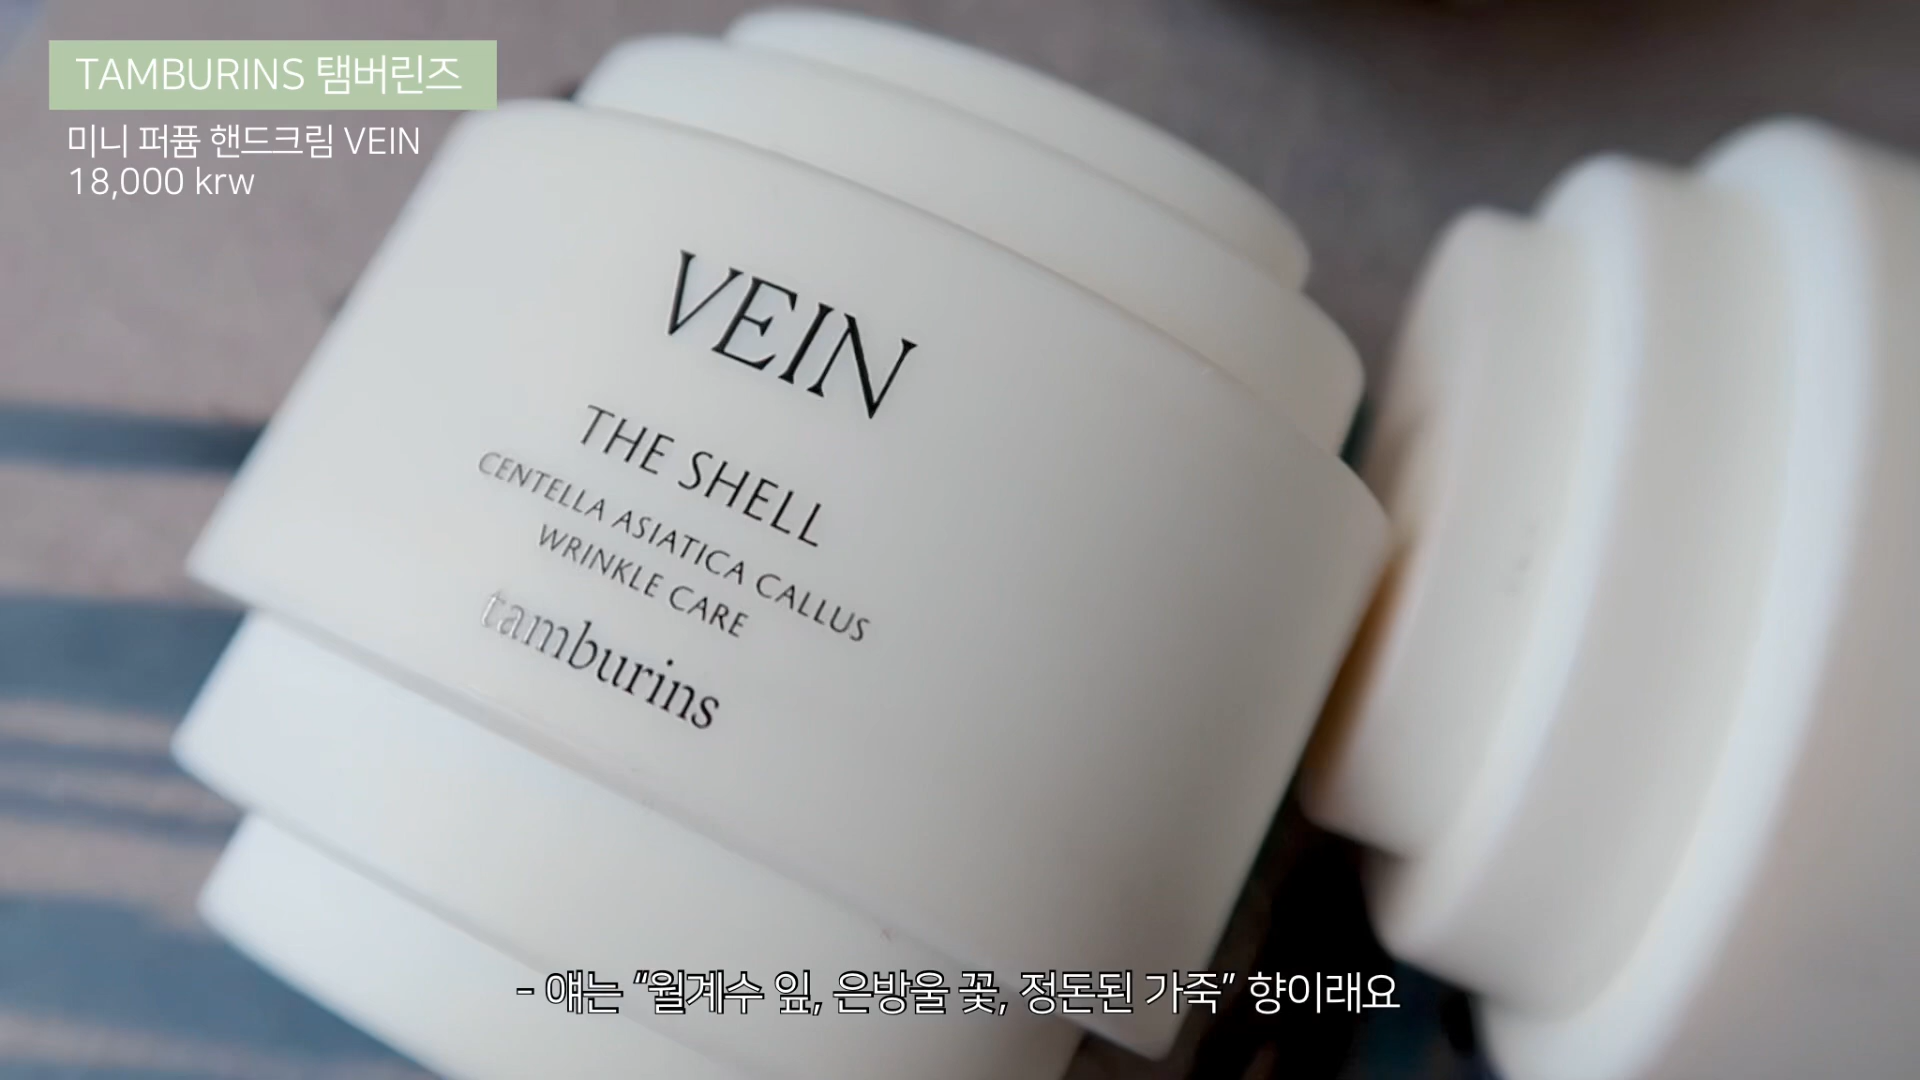 TAMBURINS 탬버린즈
미니 퍼퓸 핸드크림 VEIN
18,000 krw
VEIN
THE SHELL
CENTELLA ASIATICA CALLUS
WRINKLE CARE
tamburins
- 얘는 “월계수 잎, 은방울 꽃, 정돈된 가죽” 향이래요